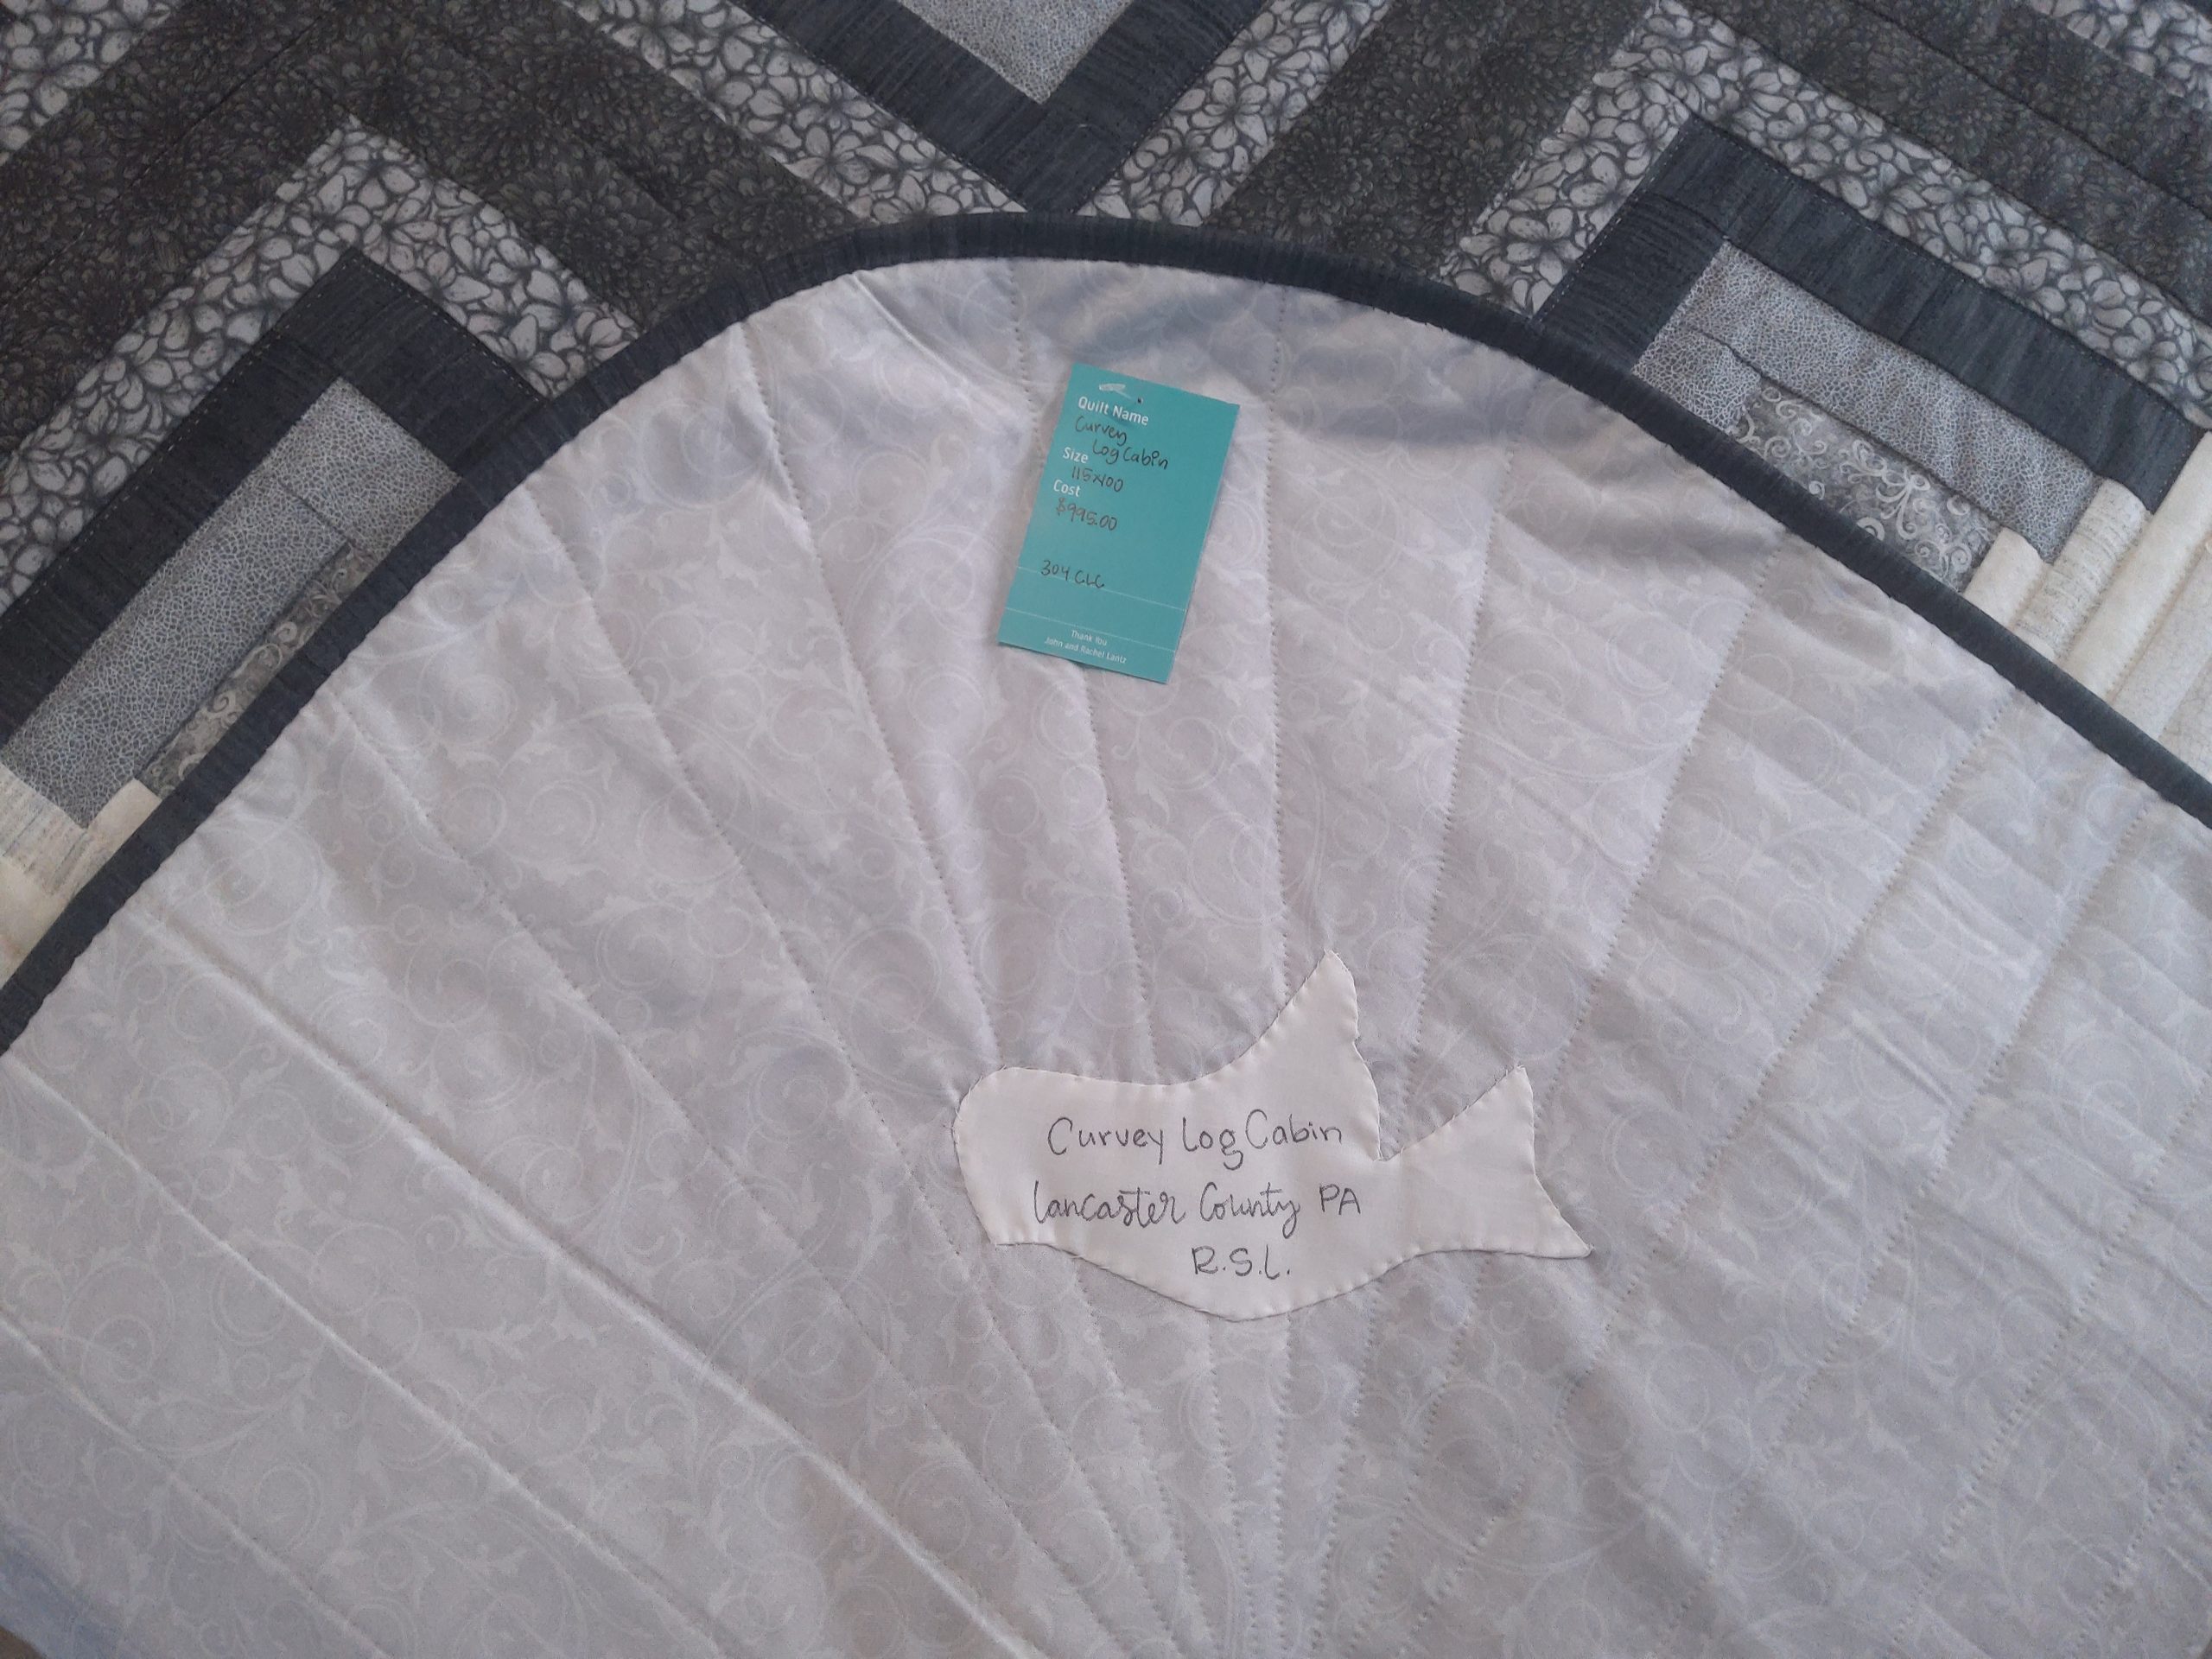 Quilt Name
Curvey
Log Cabin
Size
115x100
Cost
$995.00
304 CLC
Thank You
John and Rachel Lantz
Curvey Log Cabin
Lancaster County PA
R.S.L.